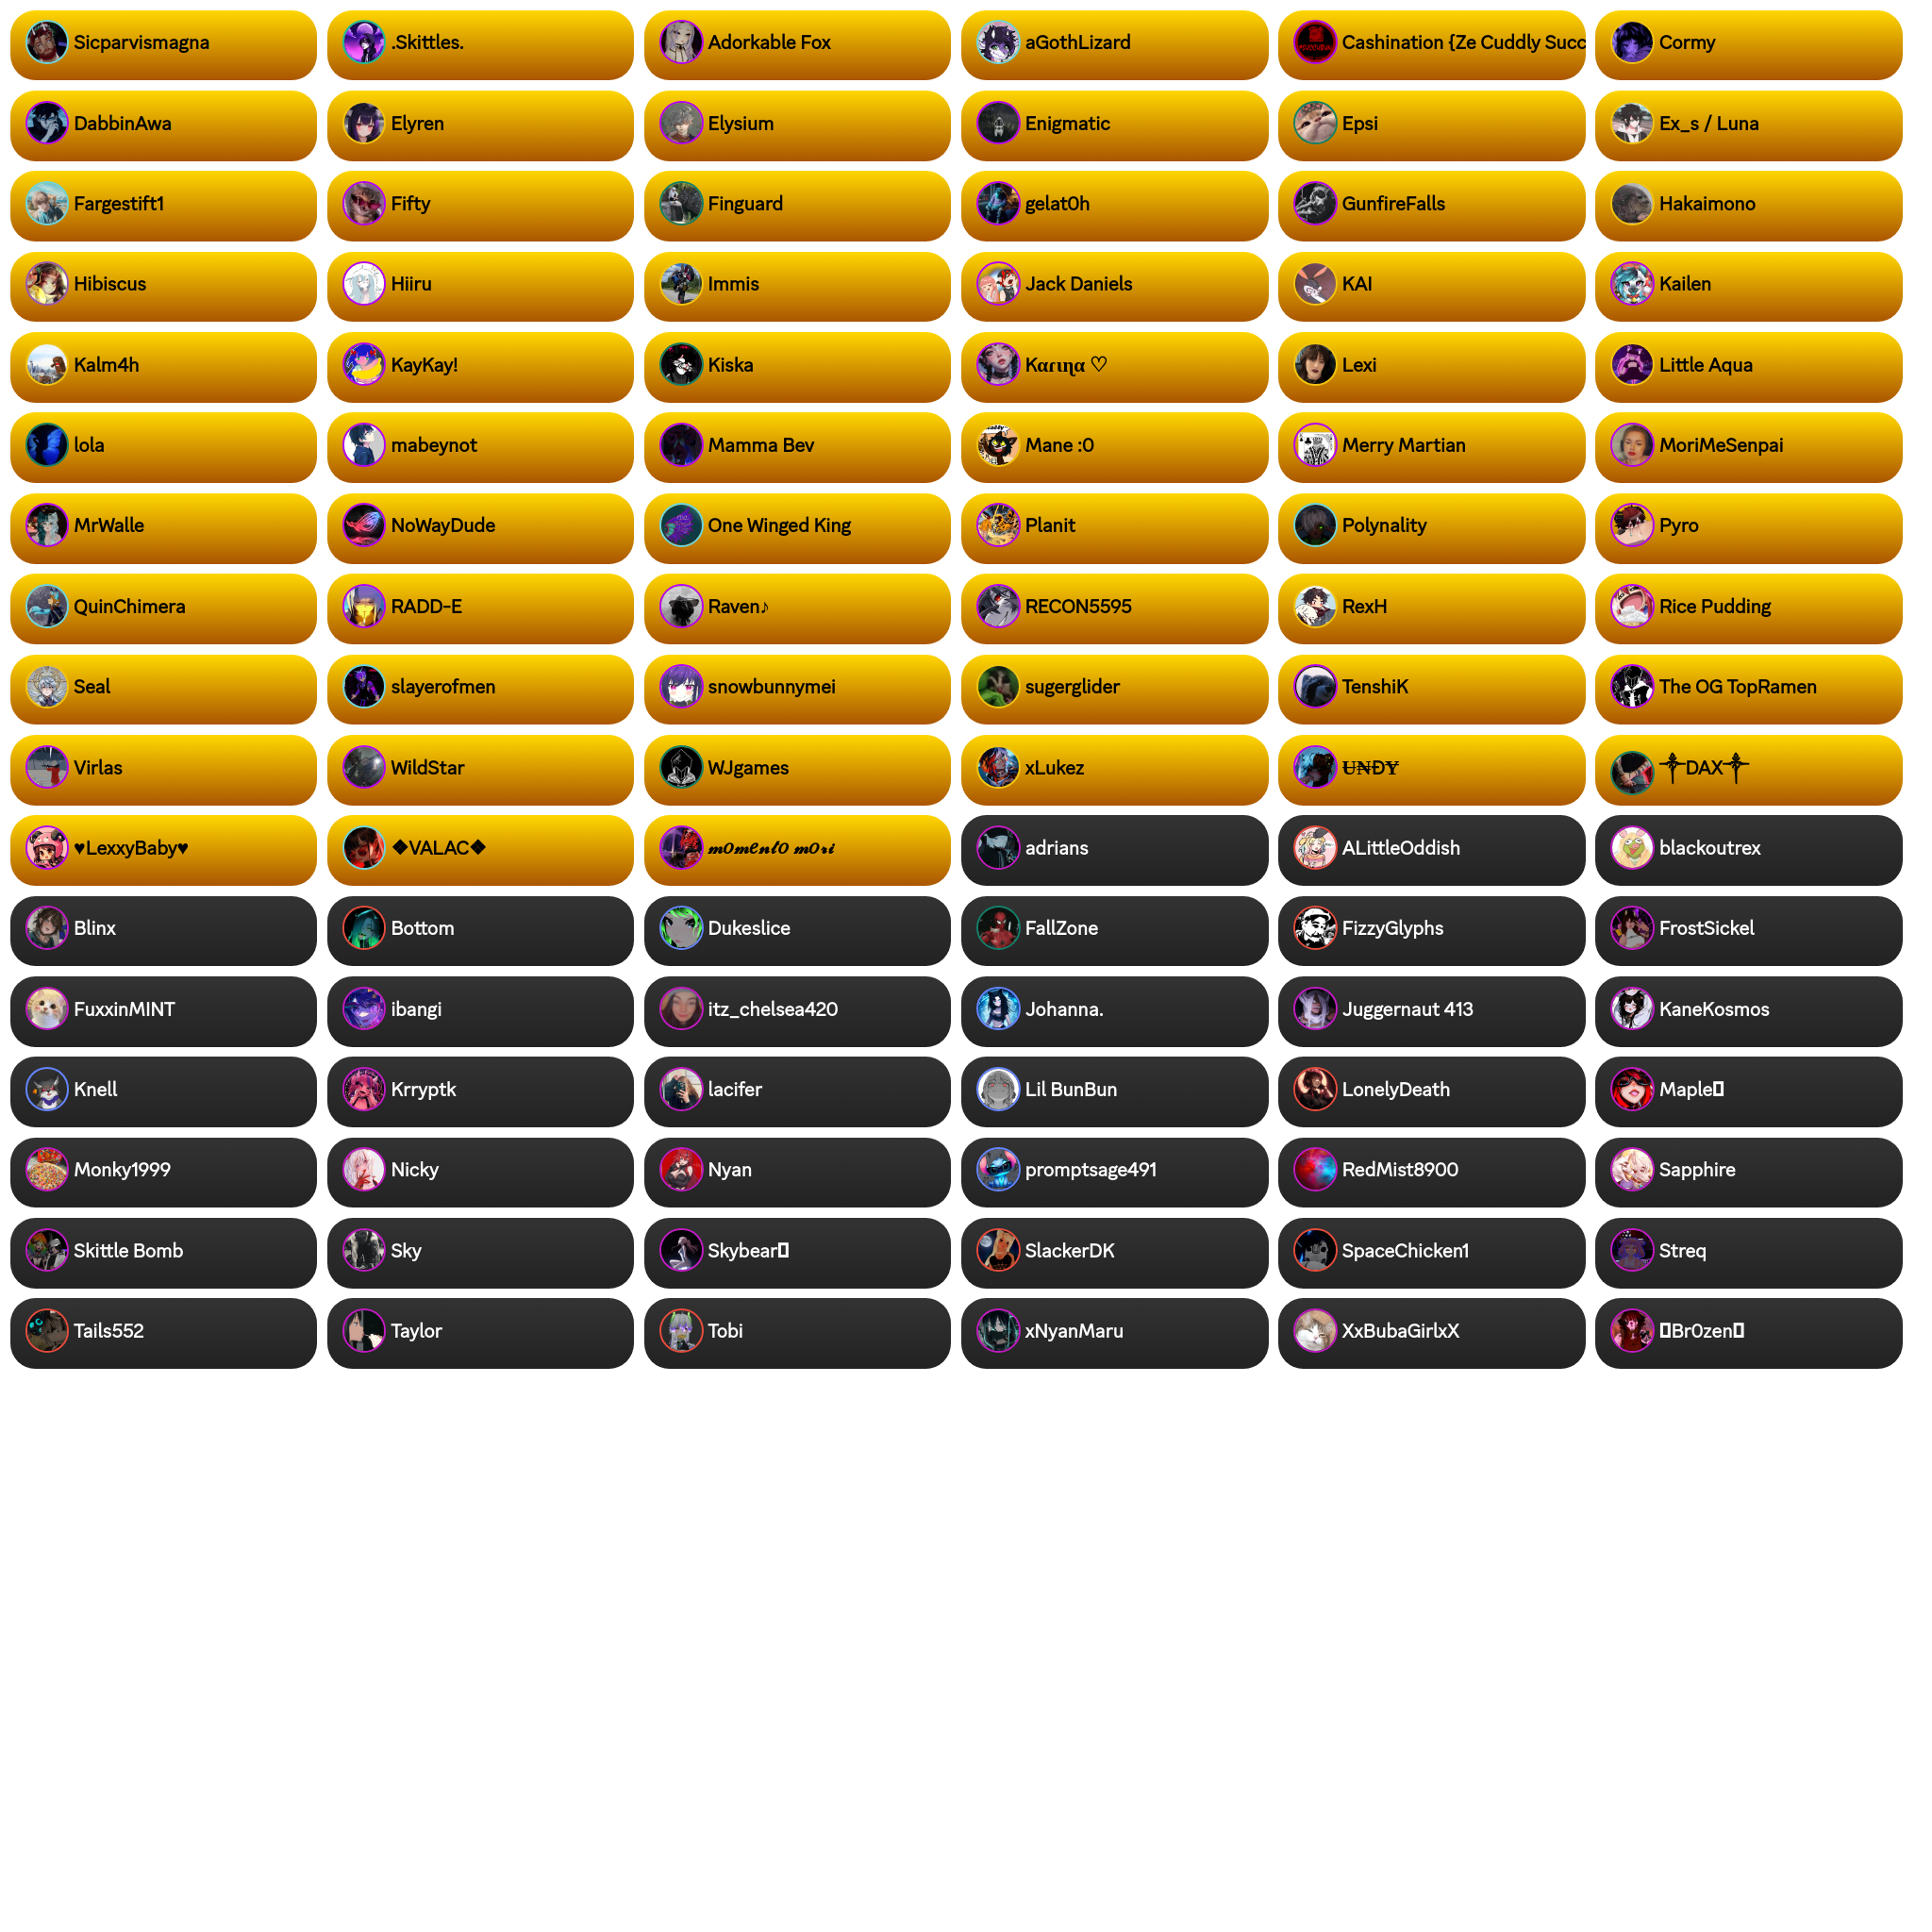 Sicparvismagna .Skittles. Adorkable Fox aGothLizard Cashination {Ze Cuddly Succ Cormy
DabbinAwa Elyren Elysium Enigmatic Epsi Ex_s / Luna
Fargestift1 Fifty Finguard gelat0h GunfireFalls Hakaimono
Hibiscus Hiiru Immis Jack Daniels KAI Kailen
Kalm4h KayKay! Kiska Kαɾιɳα ♡ Lexi Little Aqua
lola mabeynot Mamma Bev Mane :0 Merry Martian MoriMeSenpai
MrWalle NoWayDude One Winged King Planit Polynality Pyro
QuinChimera RADD-E Raven♪ RECON5595 RexH Rice Pudding
Seal slayerofmen snowbunnymei sugerglider TenshiK The OG TopRamen
Virlas WildStar WJgames xLukez U̶N̶ĐY̶ ⸸DAX⸸
♥LexxyBaby♥ ❖VALAC❖ 𝓶𝓸𝓶𝓮𝓷𝓽𝓸 𝓶𝓸𝓻𝓲 adrians ALittleOddish blackoutrex
Blinx Bottom Dukeslice FallZone FizzyGlyphs FrostSickel
FuxxinMINT ibangi itz_chelsea420 Johanna. Juggernaut 413 KaneKosmos
Knell Krryptk lacifer Lil BunBun LonelyDeath Maple
Monky1999 Nicky Nyan promptsage491 RedMist8900 Sapphire
Skittle Bomb Sky Skybear SlackerDK SpaceChicken1 Streq
Tails552 Taylor Tobi xNyanMaru XxBubaGirlxX Br0zen